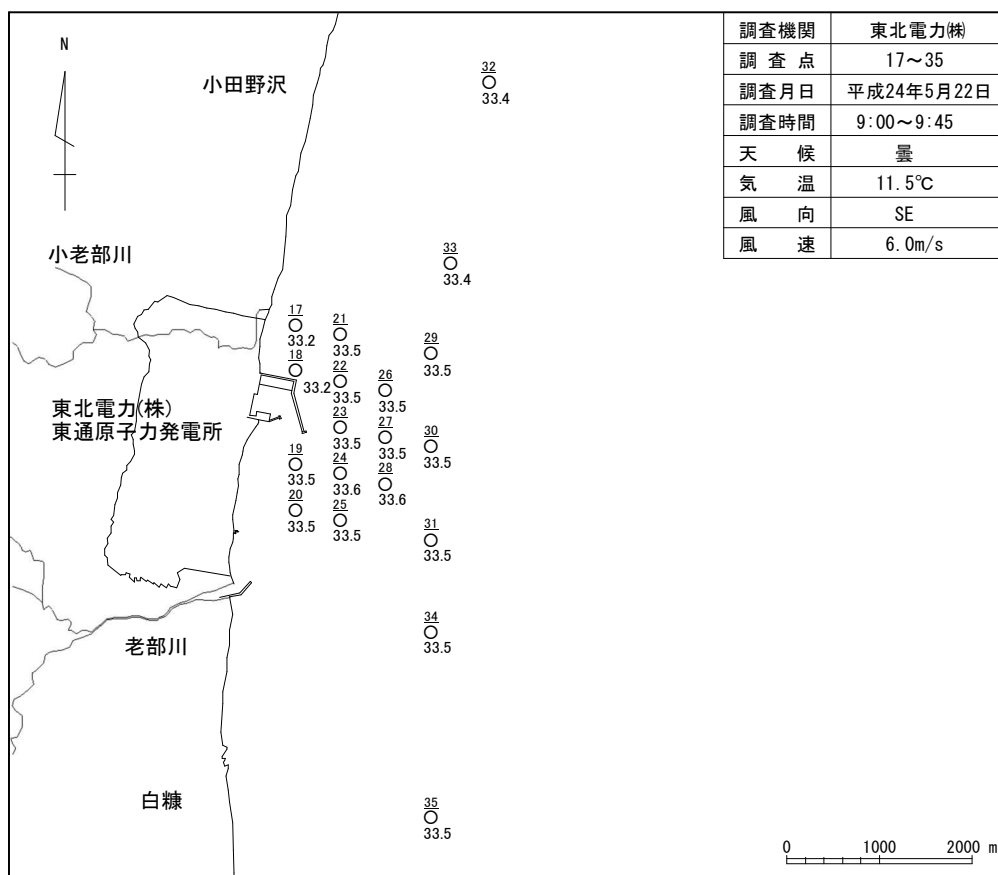 調査機関 東北電力㈱
調査点 17～35
調査月日 平成24年5月22日
調査時間 9:00～9:45
天候 曇
気温 11.5℃
風向 SE
風速 6.0m/s
N
小田野沢
32
33.4
小老部川
33
33.4
17
33.2
21
33.5
29
33.5
18
33.2
22
33.5
26
33.5
東北電力(株)
東通原子力発電所
23
33.5
27
33.5
30
33.5
19
33.5
24
33.6
28
33.6
20
33.5
25
33.5
31
33.5
34
33.5
老部川
白糠
35
33.5
0 1000 2000 m